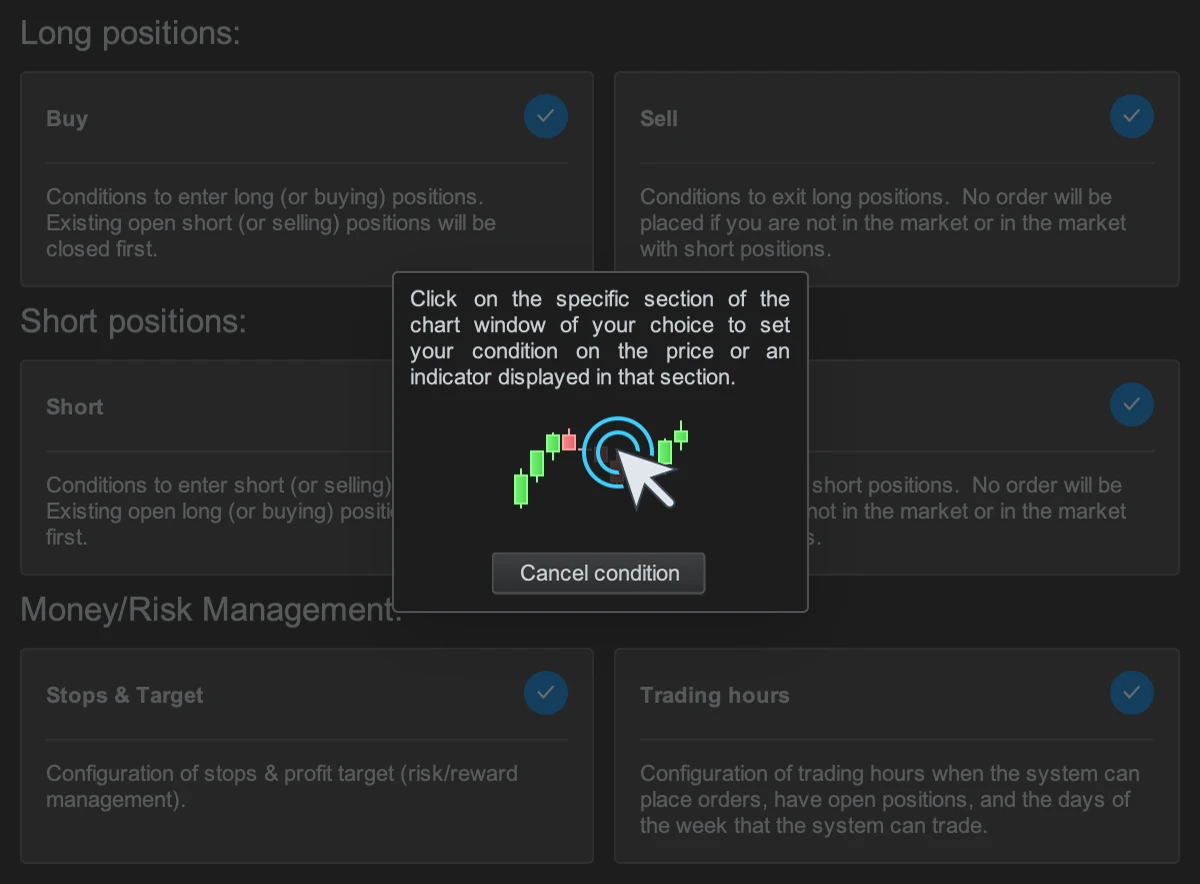 Long positions:
Buy
Sell
Conditions to enter long (or buying) positions.
Existing open short (or selling) positions will be
closed first.
Conditions to exit long positions.  No order will be
placed if you are not in the market or in the market
with short positions.
Click on the specific section of the
chart window of your choice to set
your condition on the price or an
indicator displayed in that section.
Cancel condition
Short positions:
Short
Conditions to enter short (or selling)
Existing open long (or buying)
first.
short positions.  No order will be
not in the market or in the market
Money/Risk Management:
Stops & Target
Trading hours
Configuration of stops & profit target (risk/reward
management).
Configuration of trading hours when the system can
place orders, have open positions, and the days of
the week that the system can trade.